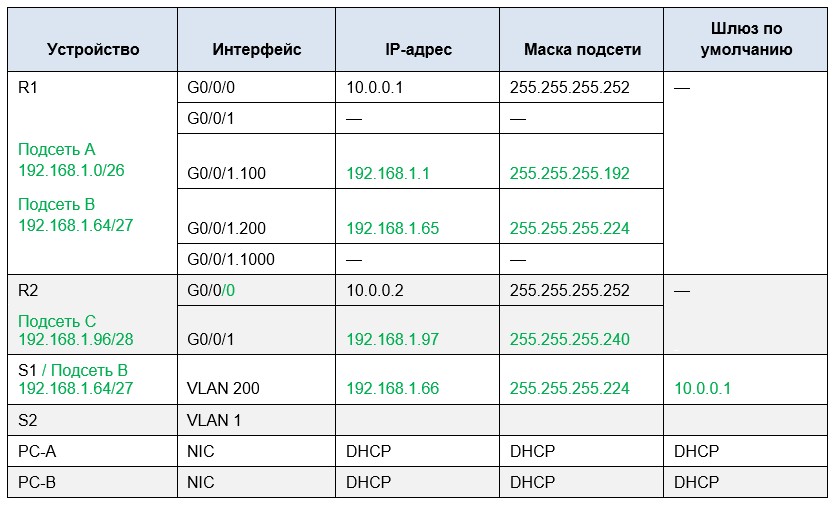 Устройство Интерфейс IP-адрес Маска подсети Шлюз по
умолчанию
R1 G0/0/0 10.0.0.1 255.255.255.252 —
G0/0/1 — —
Подсеть А
192.168.1.0/26
G0/0/1.100 192.168.1.1 255.255.255.192
Подсеть В
192.168.1.64/27
G0/0/1.200 192.168.1.65 255.255.255.224
G0/0/1.1000 — —
R2 G0/0/0 10.0.0.2 255.255.255.252 —
Подсеть С
192.168.1.96/28 G0/0/1 192.168.1.97 255.255.255.240
S1 / Подсеть В
192.168.1.64/27 VLAN 200 192.168.1.66 255.255.255.224 10.0.0.1
S2 VLAN 1
PC-A NIC DHCP DHCP DHCP
PC-B NIC DHCP DHCP DHCP